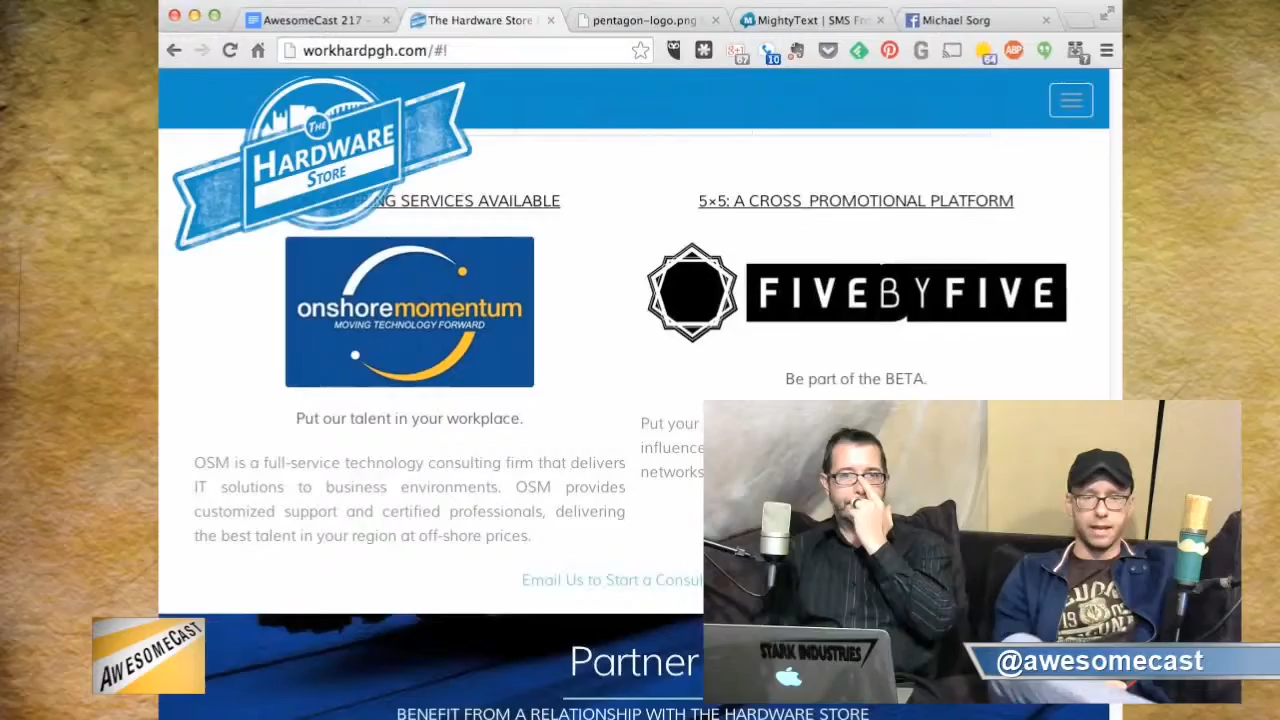 AwesomeCast 217 -
The Hardware Store
pentagon-logo.png
MightyText | SMS Fr
Michael Sorg
workhardpgh.com/#!
67
10
64
ABP
7
THE
HARDWARE
STORE
NG SERVICES AVAILABLE
5×5: A CROSS PROMOTIONAL PLATFORM
onshoremomentum
MOVING TECHNOLOGY FORWARD
FIVEBYFIVE
Be part of the BETA.
Put our talent in your workplace.
Put your
influence
networks
OSM is a full-service technology consulting firm that delivers
IT solutions to business environments. OSM provides
customized support and certified professionals, delivering
the best talent in your region at off-shore prices.
Email Us to Start a Consul
STARK INDUSTRIES
AWESOMECAST
@awesomecast
Partner
BENEFIT FROM A RELATIONSHIP WITH THE HARDWARE STORE